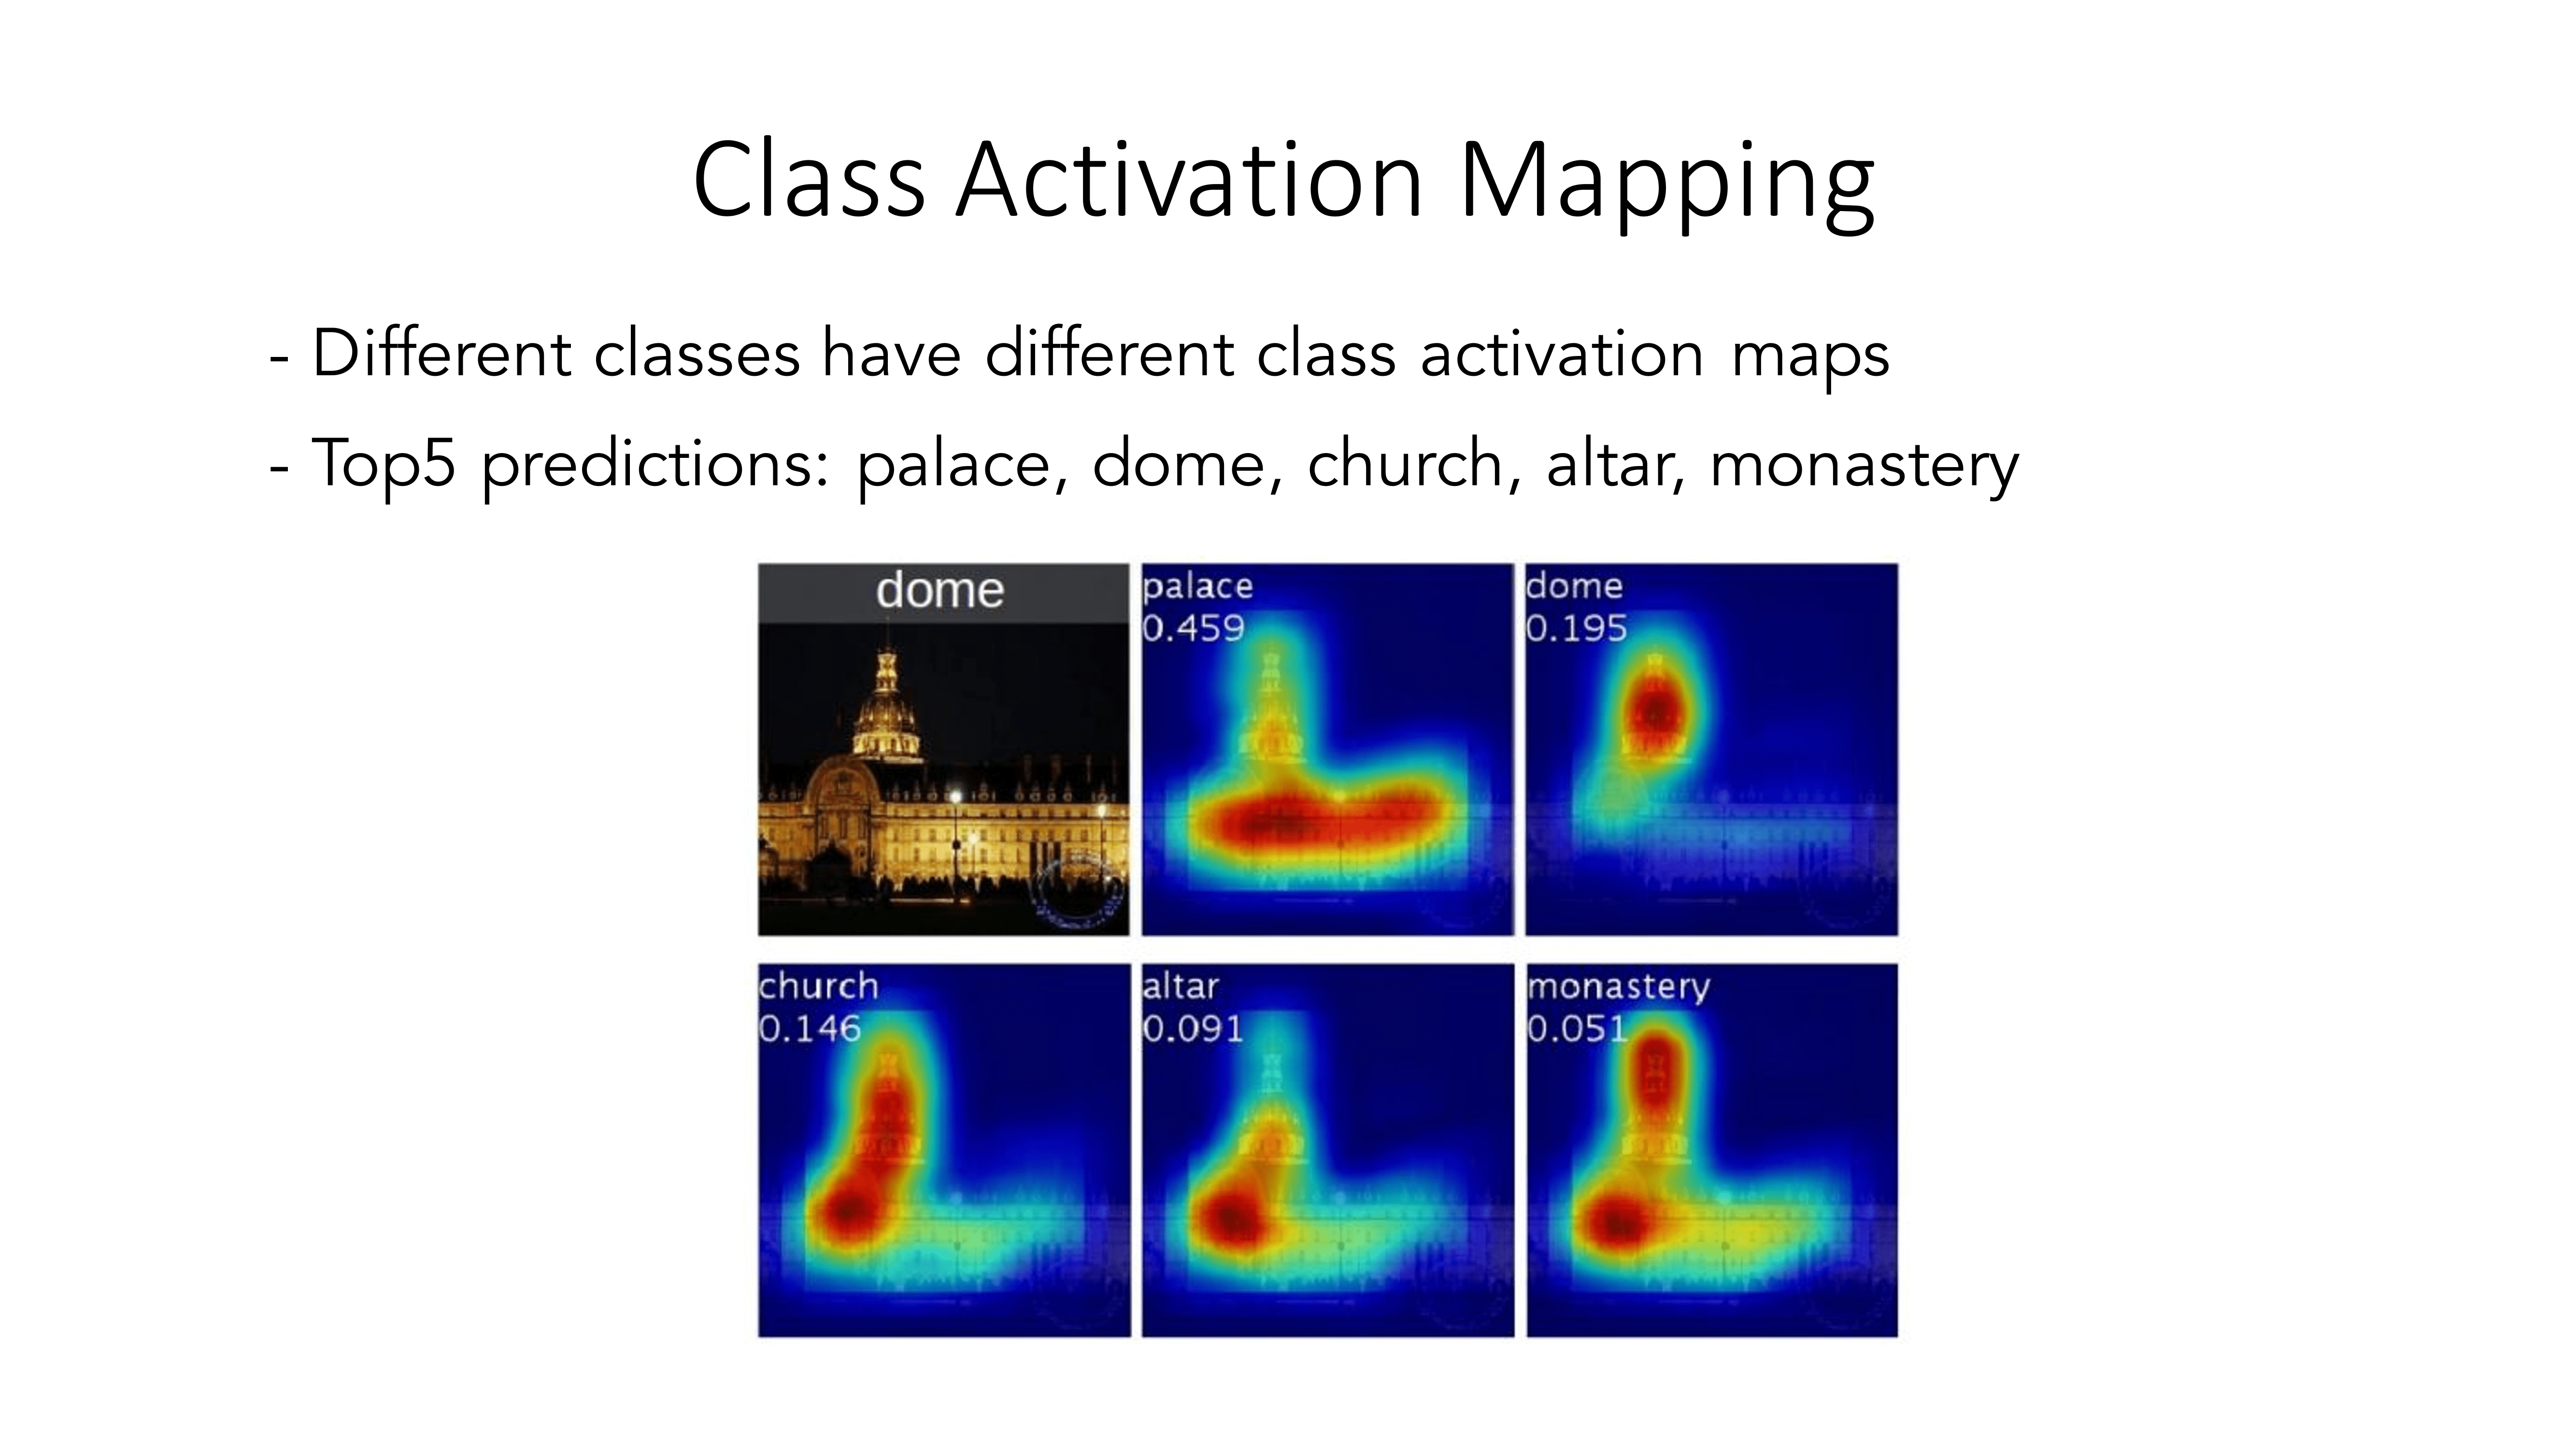 Class Activation Mapping
- Different classes have different class activation maps
- Top5 predictions: palace, dome, church, altar, monastery
dome
palace
0.459
dome
0.195
church
0.146
altar
0.091
monastery
0.051